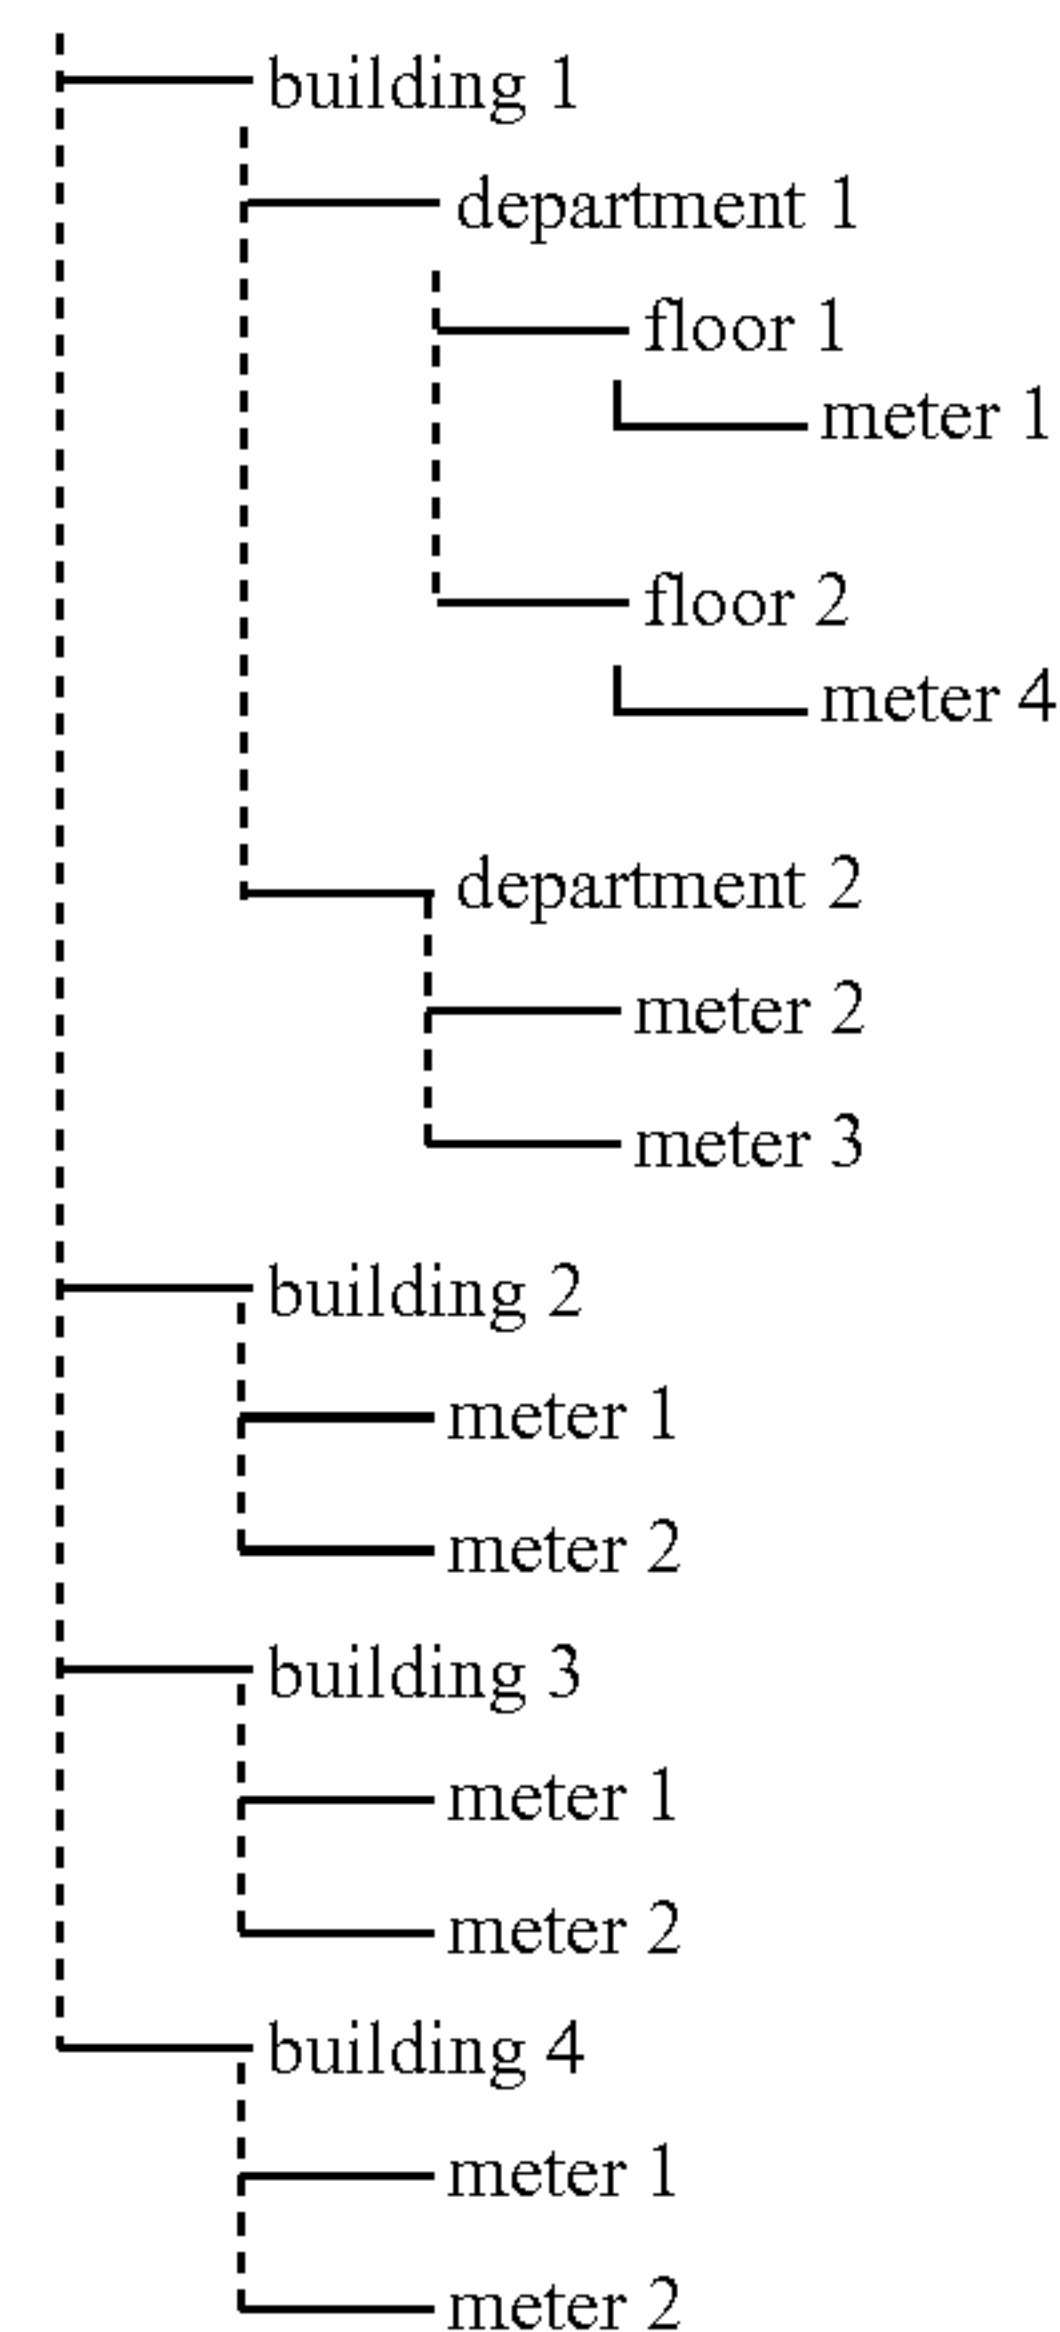 building 1
department 1
floor 1
meter 1
floor 2
meter 4
department 2
meter 2
meter 3
building 2
meter 1
meter 2
building 3
meter 1
meter 2
building 4
meter 1
meter 2